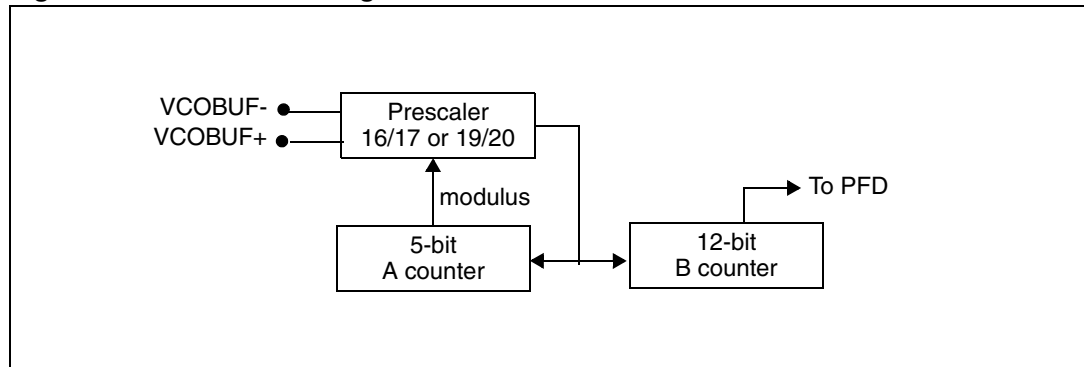 VCOBUF-
VCOBUF+
Prescaler
16/17 or 19/20
modulus
To PFD
5-bit
A counter
12-bit
B counter